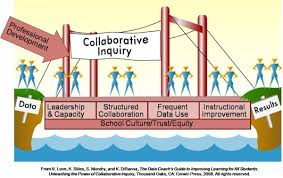 Professional
Development
Collaborative
Inquiry
Data
Leadership
& Capacity
Structured
Collaboration
Frequent
Data Use
Instructional
Improvement
Results
School Culture/Trust/Equity
From N. Love, K. Stiles, S. Mundry, and K. DiRanna, The Data Coach's Guide to Improving Learning for All Students:
Unleashing the Power of Collaborative Inquiry, Thousand Oaks, CA: Corwin Press, 2008. All rights reserved.